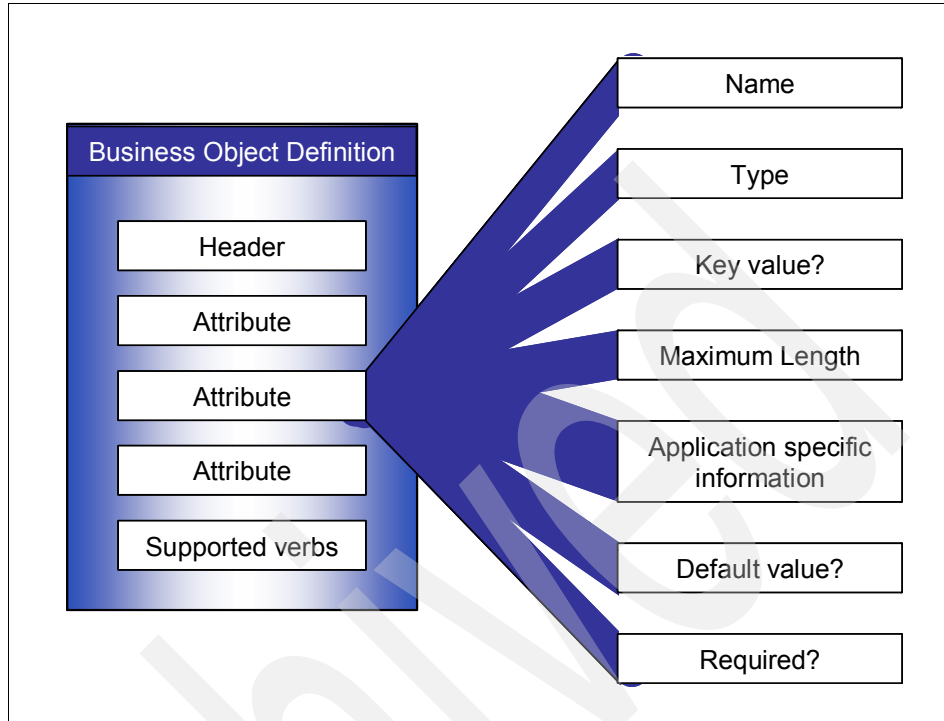 Business Object Definition
Header
Attribute
Attribute
Attribute
Supported verbs
Name
Type
Key value?
Maximum Length
Application specific
information
Default value?
Required?
hived